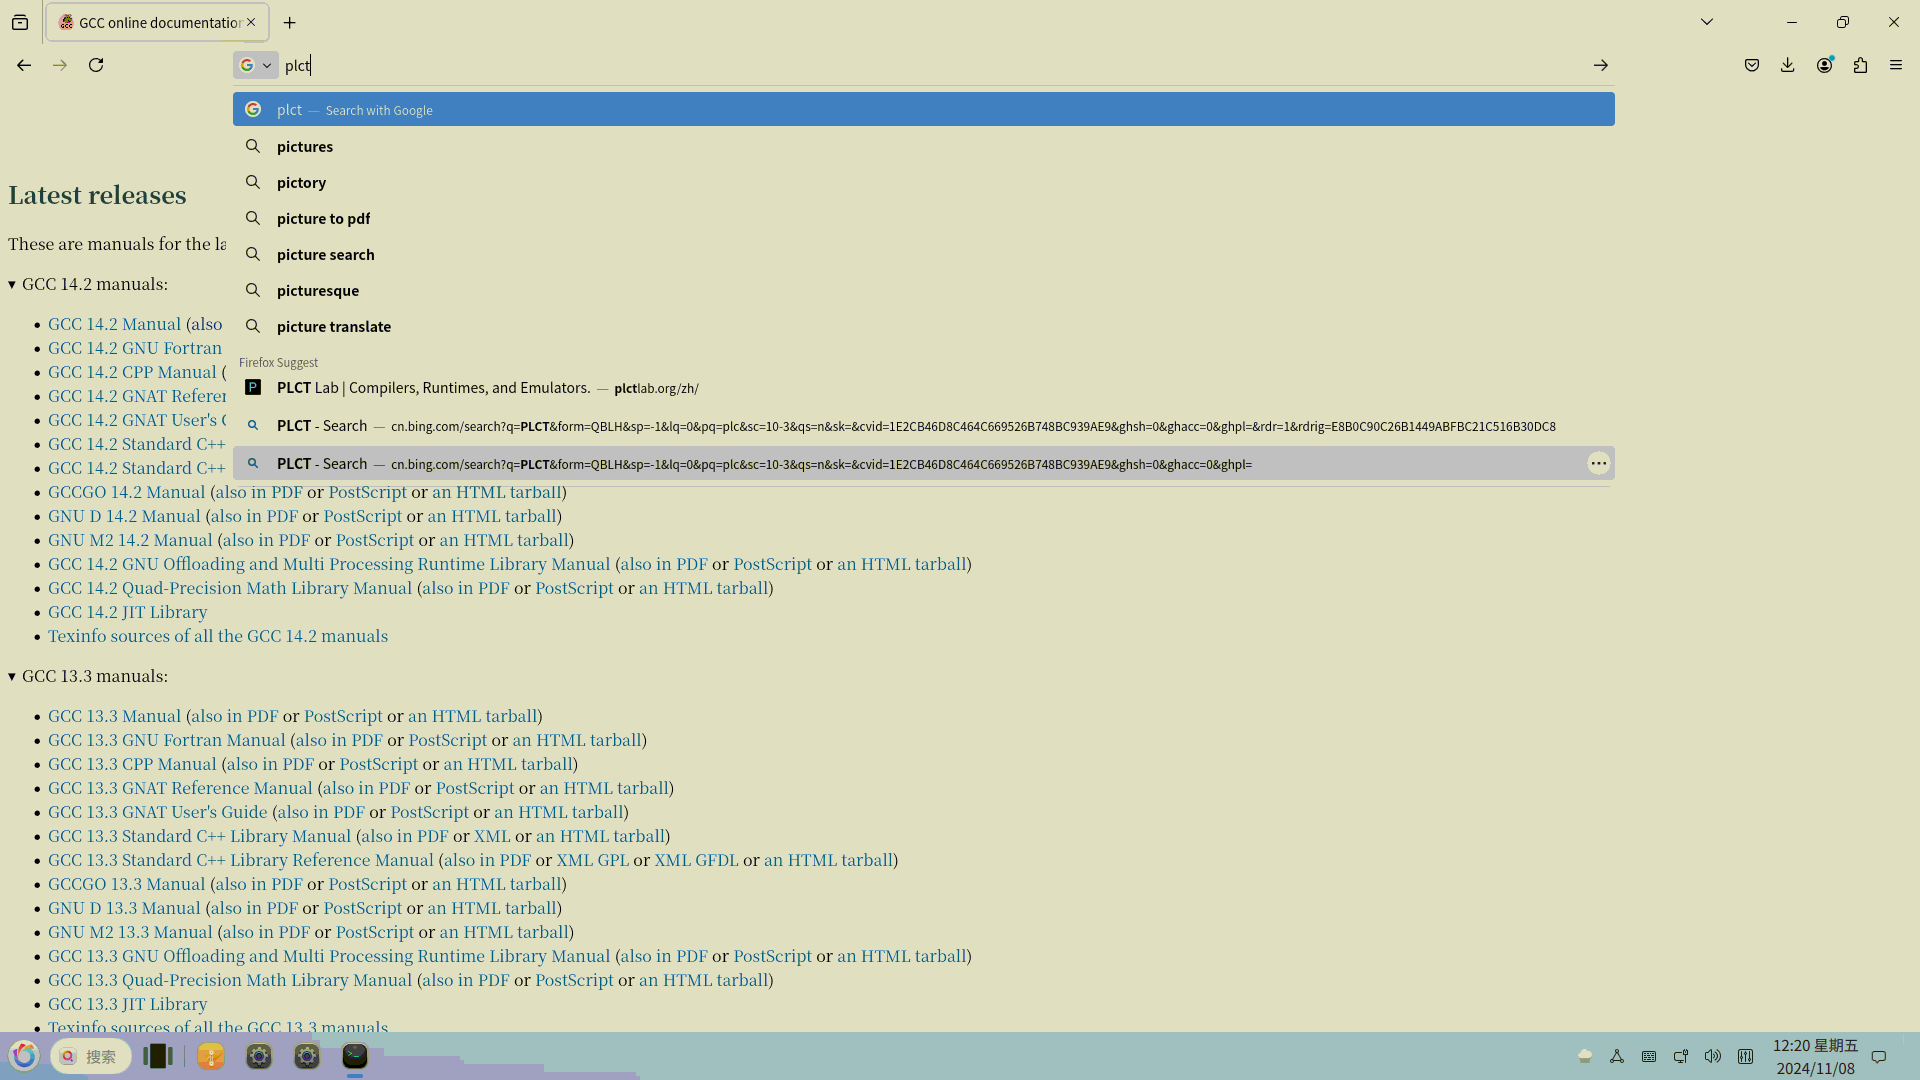 GCC online documentation
plct
plct — Search with Google
pictures
pictory
picture to pdf
picture search
picturesque
picture translate
Firefox Suggest
PLCT Lab | Compilers, Runtimes, and Emulators. — plctlab.org/zh/
PLCT - Search — cn.bing.com/search?q=PLCT&form=QBLH&sp=-1&lq=0&pq=plc&sc=10-3&qs=n&sk=&cvid=1E2CB46D8C464C669526B748BC939AE9&ghsh=0&ghacc=0&ghpl=&rdr=1&rdrig=E8B0C90C26B1449ABFBC21C516B30DC8
PLCT - Search — cn.bing.com/search?q=PLCT&form=QBLH&sp=-1&lq=0&pq=plc&sc=10-3&qs=n&sk=&cvid=1E2CB46D8C464C669526B748BC939AE9&ghsh=0&ghacc=0&ghpl=
Latest releases
These are manuals for the la
▾ GCC 14.2 manuals:
• GCC 14.2 Manual (also
• GCC 14.2 GNU Fortran
• GCC 14.2 CPP Manual (
• GCC 14.2 GNAT Refere
• GCC 14.2 GNAT User's
• GCC 14.2 Standard C++
• GCC 14.2 Standard C++
• GCCGO 14.2 Manual (also in PDF or PostScript or an HTML tarball)
• GNU D 14.2 Manual (also in PDF or PostScript or an HTML tarball)
• GNU M2 14.2 Manual (also in PDF or PostScript or an HTML tarball)
• GCC 14.2 GNU Offloading and Multi Processing Runtime Library Manual (also in PDF or PostScript or an HTML tarball)
• GCC 14.2 Quad-Precision Math Library Manual (also in PDF or PostScript or an HTML tarball)
• GCC 14.2 JIT Library
• Texinfo sources of all the GCC 14.2 manuals
▾ GCC 13.3 manuals:
• GCC 13.3 Manual (also in PDF or PostScript or an HTML tarball)
• GCC 13.3 GNU Fortran Manual (also in PDF or PostScript or an HTML tarball)
• GCC 13.3 CPP Manual (also in PDF or PostScript or an HTML tarball)
• GCC 13.3 GNAT Reference Manual (also in PDF or PostScript or an HTML tarball)
• GCC 13.3 GNAT User's Guide (also in PDF or PostScript or an HTML tarball)
• GCC 13.3 Standard C++ Library Manual (also in PDF or XML or an HTML tarball)
• GCC 13.3 Standard C++ Library Reference Manual (also in PDF or XML GPL or XML GFDL or an HTML tarball)
• GCCGO 13.3 Manual (also in PDF or PostScript or an HTML tarball)
• GNU D 13.3 Manual (also in PDF or PostScript or an HTML tarball)
• GNU M2 13.3 Manual (also in PDF or PostScript or an HTML tarball)
• GCC 13.3 GNU Offloading and Multi Processing Runtime Library Manual (also in PDF or PostScript or an HTML tarball)
• GCC 13.3 Quad-Precision Math Library Manual (also in PDF or PostScript or an HTML tarball)
• GCC 13.3 JIT Library
• Texinfo sources of all the GCC 13.3 manuals
搜索
12:20 星期五
2024/11/08